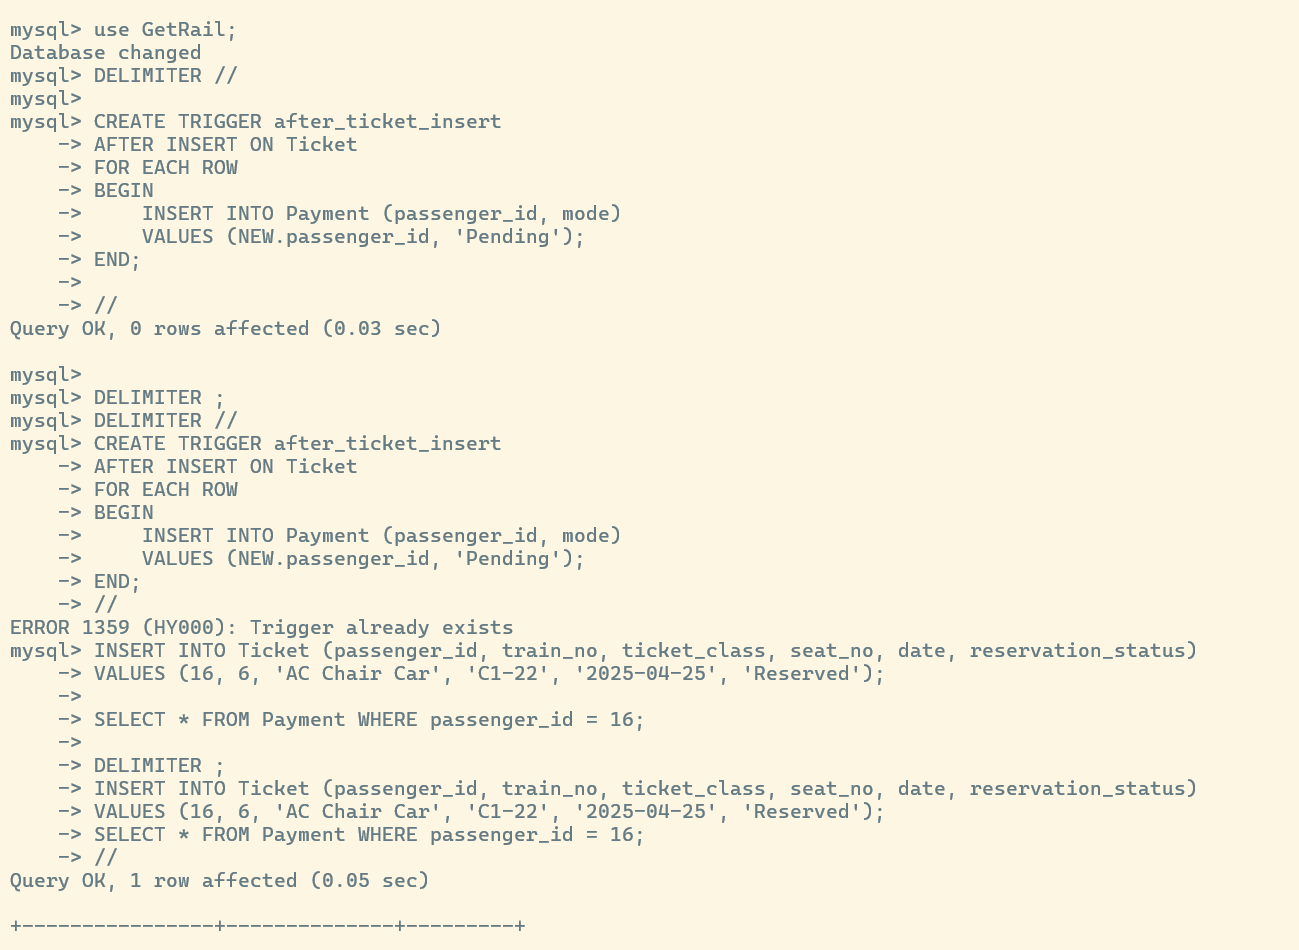 mysql> use GetRail;
Database changed
mysql> DELIMITER //
mysql>
mysql> CREATE TRIGGER after_ticket_insert
    -> AFTER INSERT ON Ticket
    -> FOR EACH ROW
    -> BEGIN
    ->     INSERT INTO Payment (passenger_id, mode)
    ->     VALUES (NEW.passenger_id, 'Pending');
    -> END;
    ->
    -> //
Query OK, 0 rows affected (0.03 sec)

mysql>
mysql> DELIMITER ;
mysql> DELIMITER //
mysql> CREATE TRIGGER after_ticket_insert
    -> AFTER INSERT ON Ticket
    -> FOR EACH ROW
    -> BEGIN
    ->     INSERT INTO Payment (passenger_id, mode)
    ->     VALUES (NEW.passenger_id, 'Pending');
    -> END;
    -> //
ERROR 1359 (HY000): Trigger already exists
mysql> INSERT INTO Ticket (passenger_id, train_no, ticket_class, seat_no, date, reservation_status)
    -> VALUES (16, 6, 'AC Chair Car', 'C1-22', '2025-04-25', 'Reserved');
    ->
    -> SELECT * FROM Payment WHERE passenger_id = 16;
    ->
    -> DELIMITER ;
    -> INSERT INTO Ticket (passenger_id, train_no, ticket_class, seat_no, date, reservation_status)
    -> VALUES (16, 6, 'AC Chair Car', 'C1-22', '2025-04-25', 'Reserved');
    -> SELECT * FROM Payment WHERE passenger_id = 16;
    -> //
Query OK, 1 row affected (0.05 sec)

+----------------+--------------+---------+